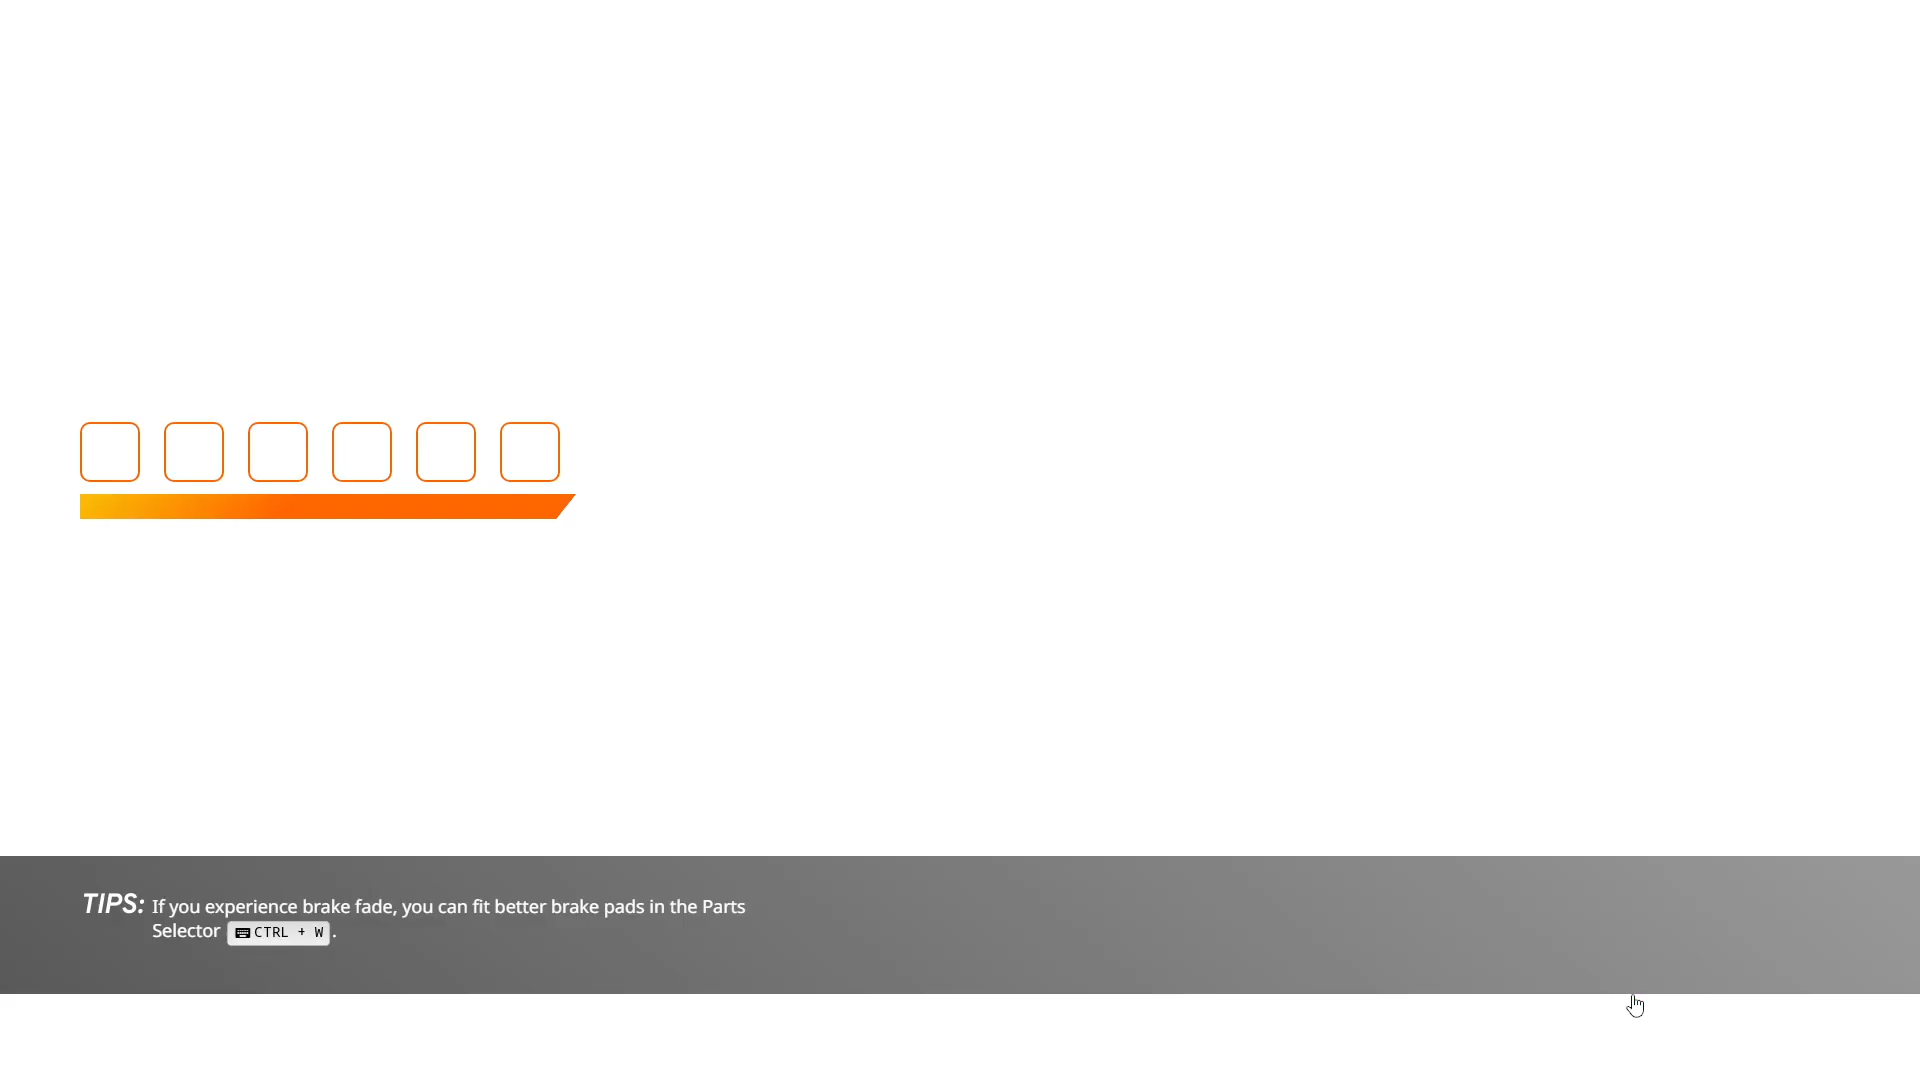 TIPS: If you experience brake fade, you can fit better brake pads in the Parts
Selector CTRL + W .